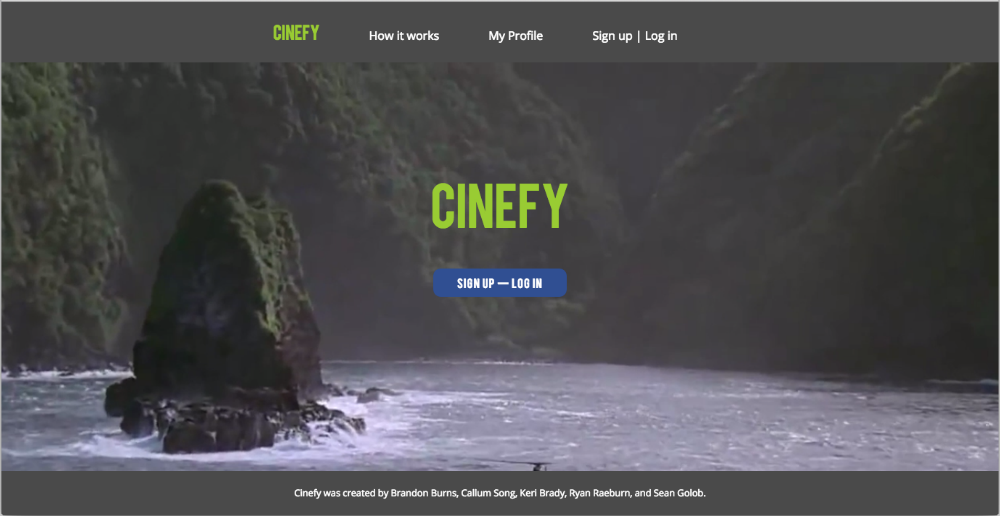 CINEFY How it works My Profile Sign up | Log in
CINEFY
SIGN UP — LOG IN
Cinefy was created by Brandon Burns, Callum Song, Keri Brady, Ryan Raeburn, and Sean Golob.